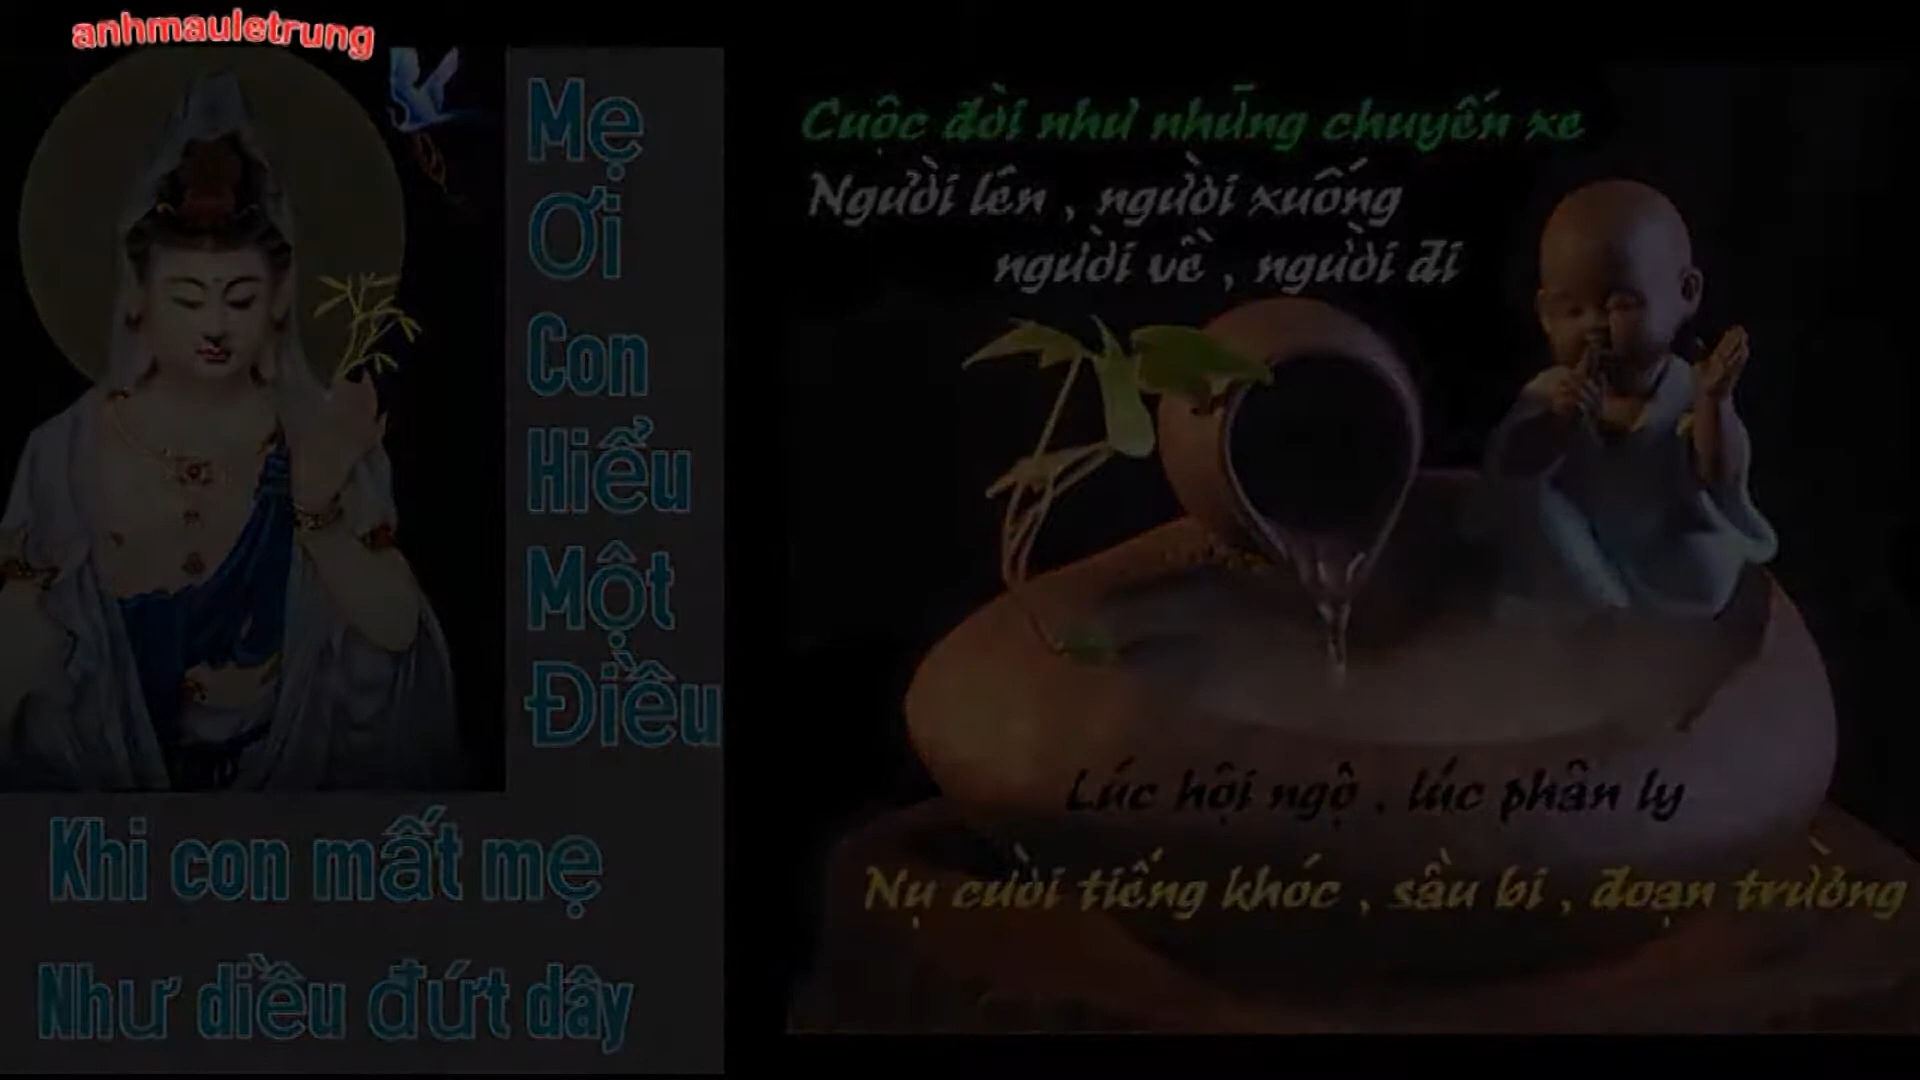 anhmauletrung
Mẹ
Ơi
Con
Hiểu
Một
Điều
Khi con mất mẹ
Như diều đứt dây
Cuộc đời như những chuyến xe
Người lên , người xuống
người về , người đi
Lúc hội ngộ , lúc phân ly
Nụ cười tiếng khóc , sầu bi , đoạn trường